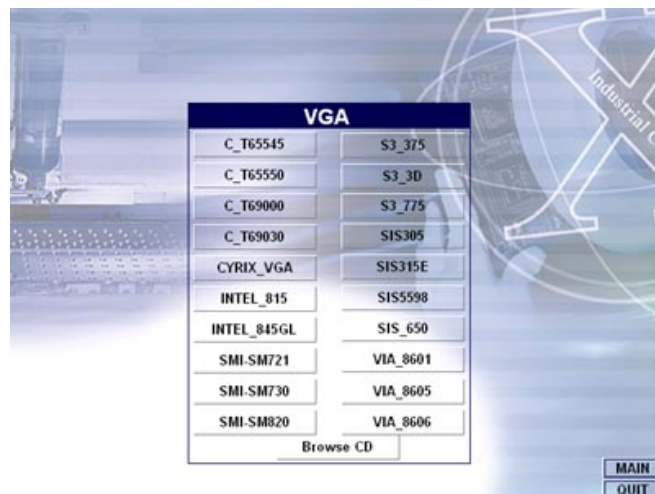 VGA
C_T65545
S3_375
C_T65550
S3_3D
C_T69000
S3_775
C_T69030
SIS305
CYRIX_VGA
SIS315E
INTEL_815
SIS5598
INTEL_845GL
SIS_650
SMI-SM721
VIA_8601
SMI-SM730
VIA_8605
SMI-SM820
VIA_8606
Browse CD
Industrial
MAIN
QUIT